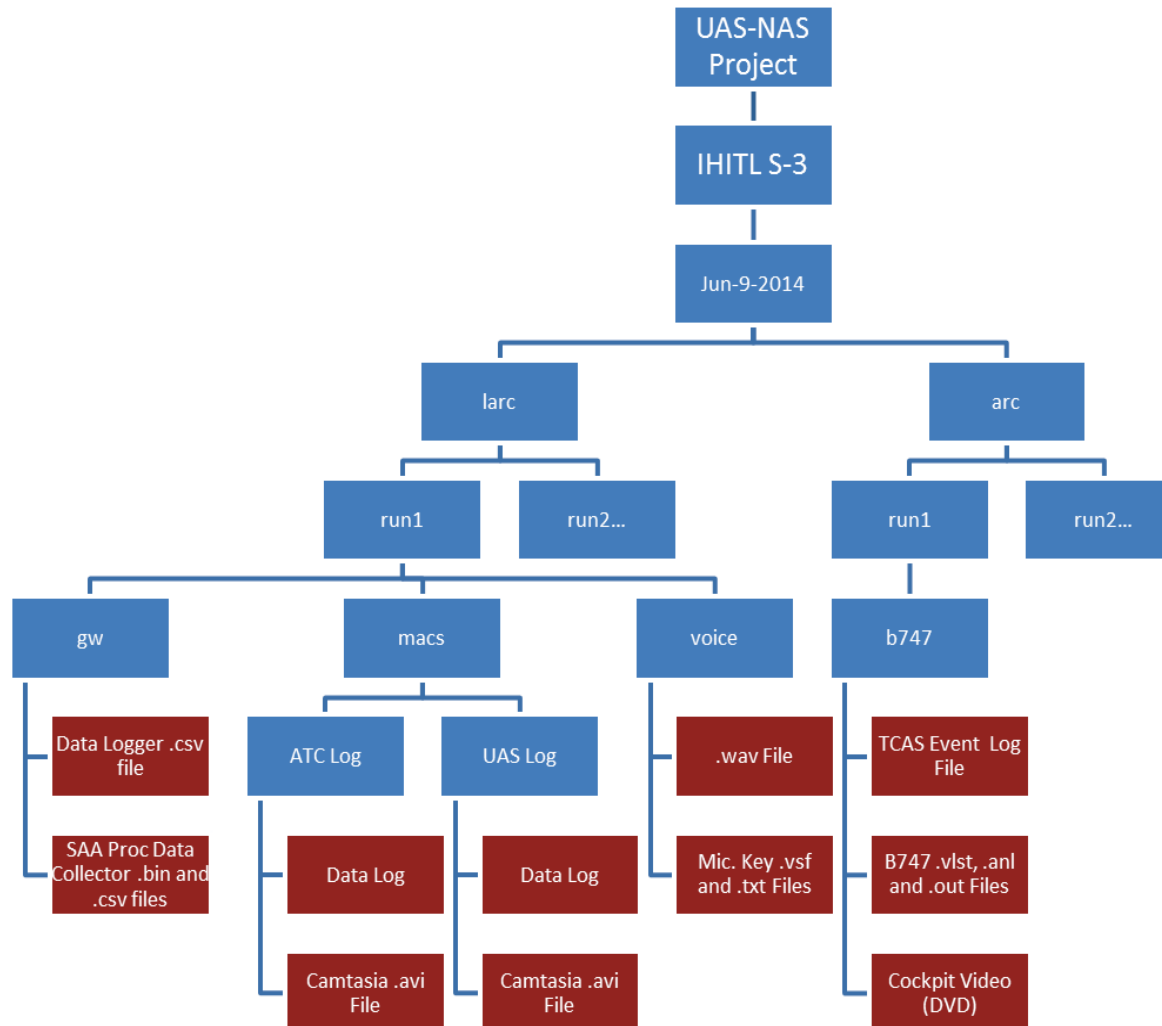 UAS-NAS
Project
IHITL S-3
Jun-9-2014
larc
arc
run1
run2...
run1
run2...
gw
macs
voice
b747
Data Logger .csv
file
ATC Log
UAS Log
.wav File
TCAS Event Log
File
SAA Proc Data
Collector .bin and
.csv files
Data Log
Data Log
Mic. Key .vsf
and .txt Files
B747 .vlst, .anl
and .out Files
Camtasia .avi
File
Camtasia .avi
File
Cockpit Video
(DVD)